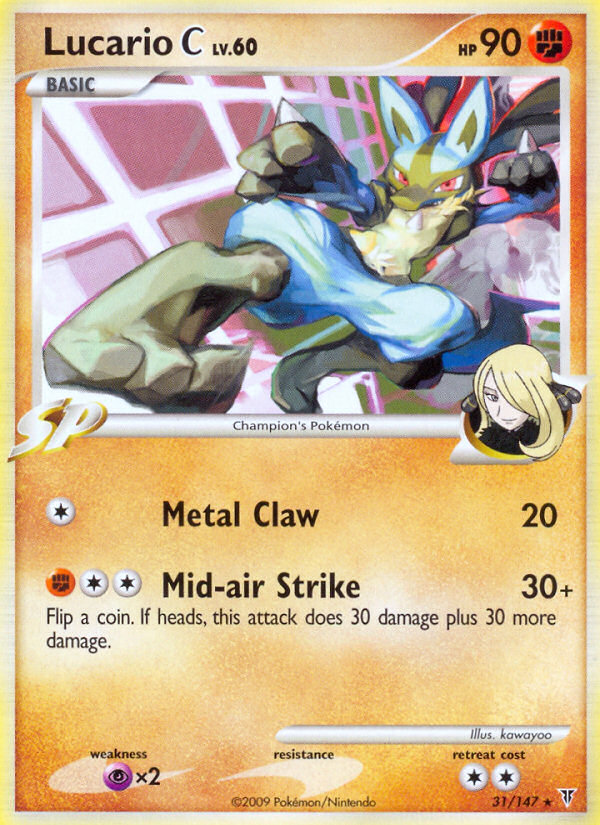 Lucario C LV.60
HP 90
BASIC
SP
Champion's Pokémon
Metal Claw 20
Mid-air Strike 30+
Flip a coin. If heads, this attack does 30 damage plus 30 more
damage.
Illus. kawayoo
weakness resistance retreat cost
×2
©2009 Pokémon/Nintendo
31/147 ★